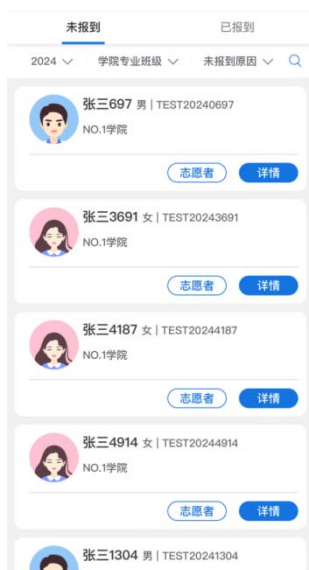 未报到 已报到
2024 学院专业班级 未报到原因
张三697 男 | TEST20240697
NO.1学院
志愿者 详情
张三3691 女 | TEST20243691
NO.1学院
志愿者 详情
张三4187 女 | TEST20244187
NO.1学院
志愿者 详情
张三4914 女 | TEST20244914
NO.1学院
志愿者 详情
张三1304 男 | TEST20241304